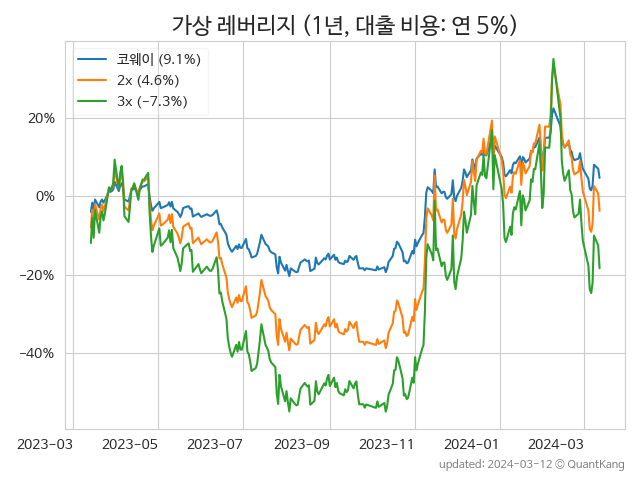 가상 레버리지 (1년, 대출 비용: 연 5%)
코웨이 (9.1%)
2x (4.6%)
3x (−7.3%)
20%
0%
−20%
−40%
2023-03 2023-05 2023-07 2023-09 2023-11 2024-01 2024-03
updated: 2024-03-12 © QuantKang